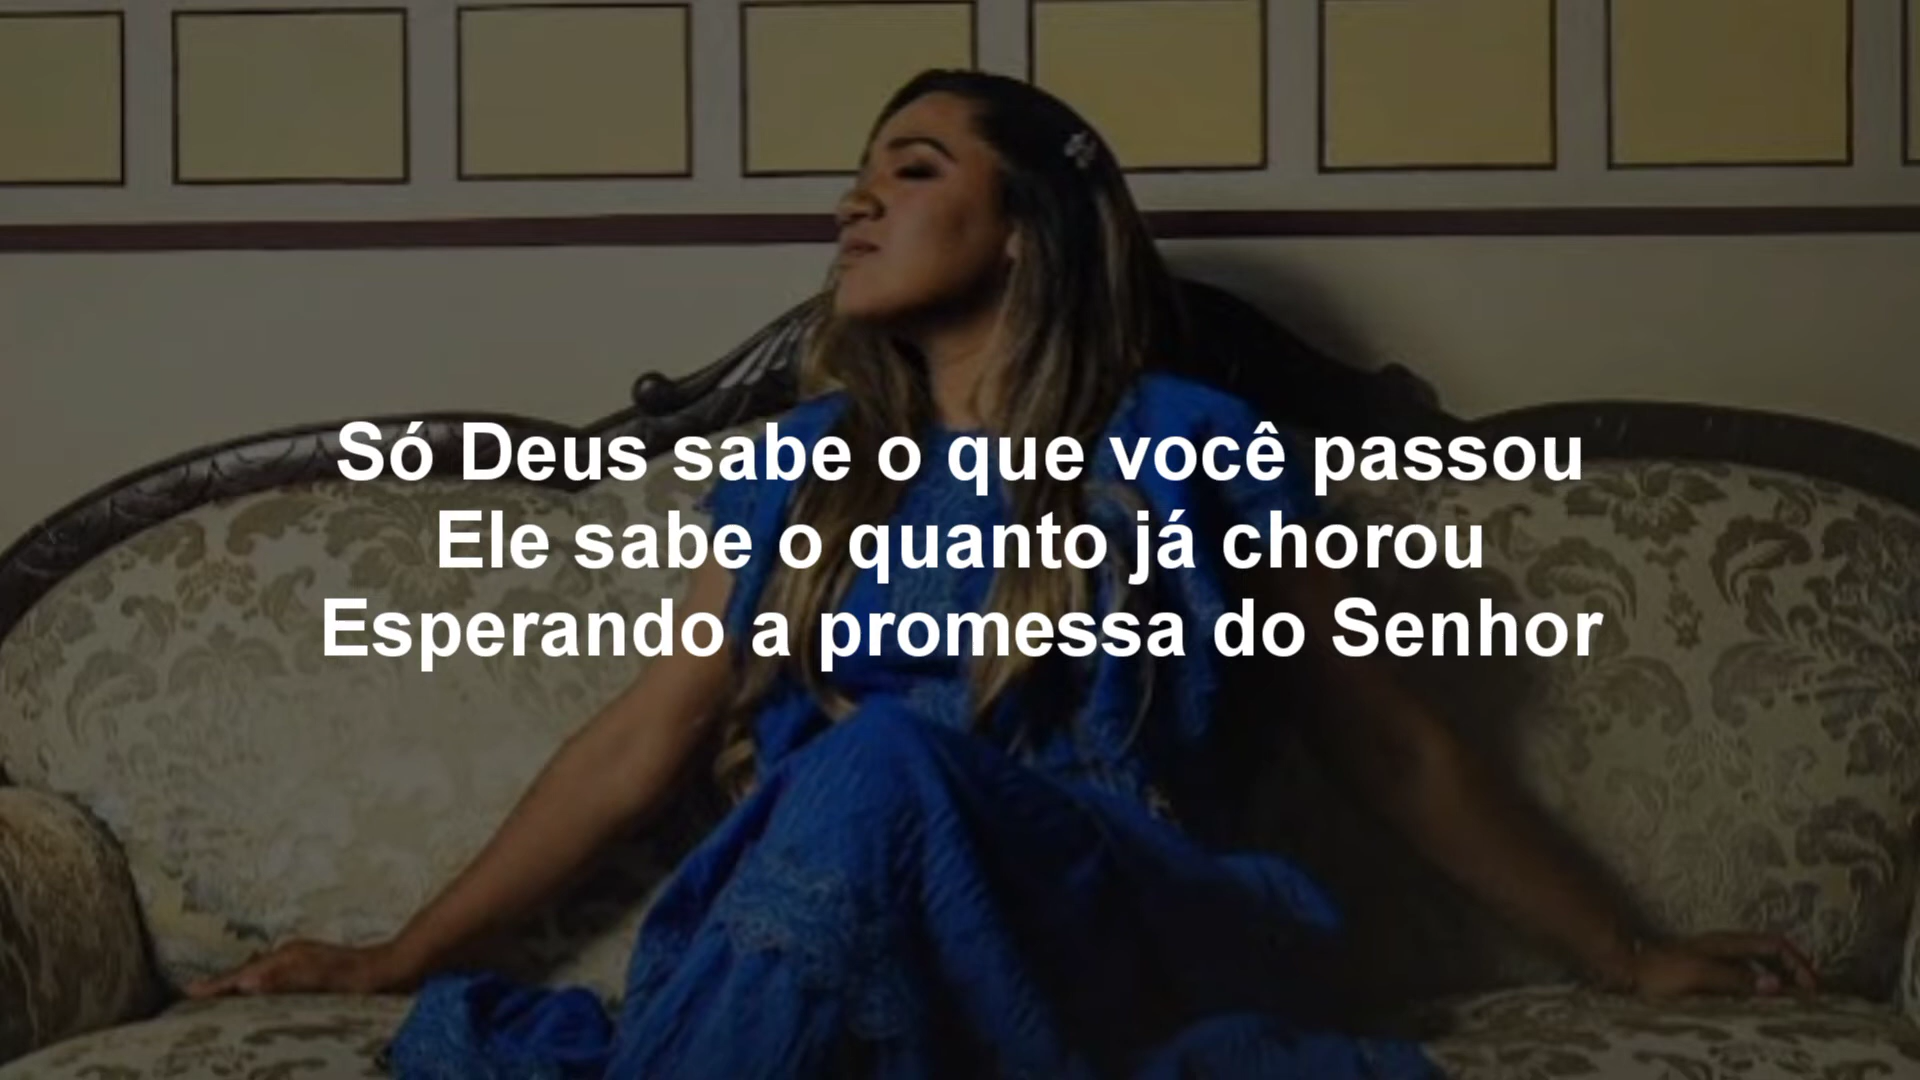 Só Deus sabe o que você passou
Ele sabe o quanto já chorou
Esperando a promessa do Senhor